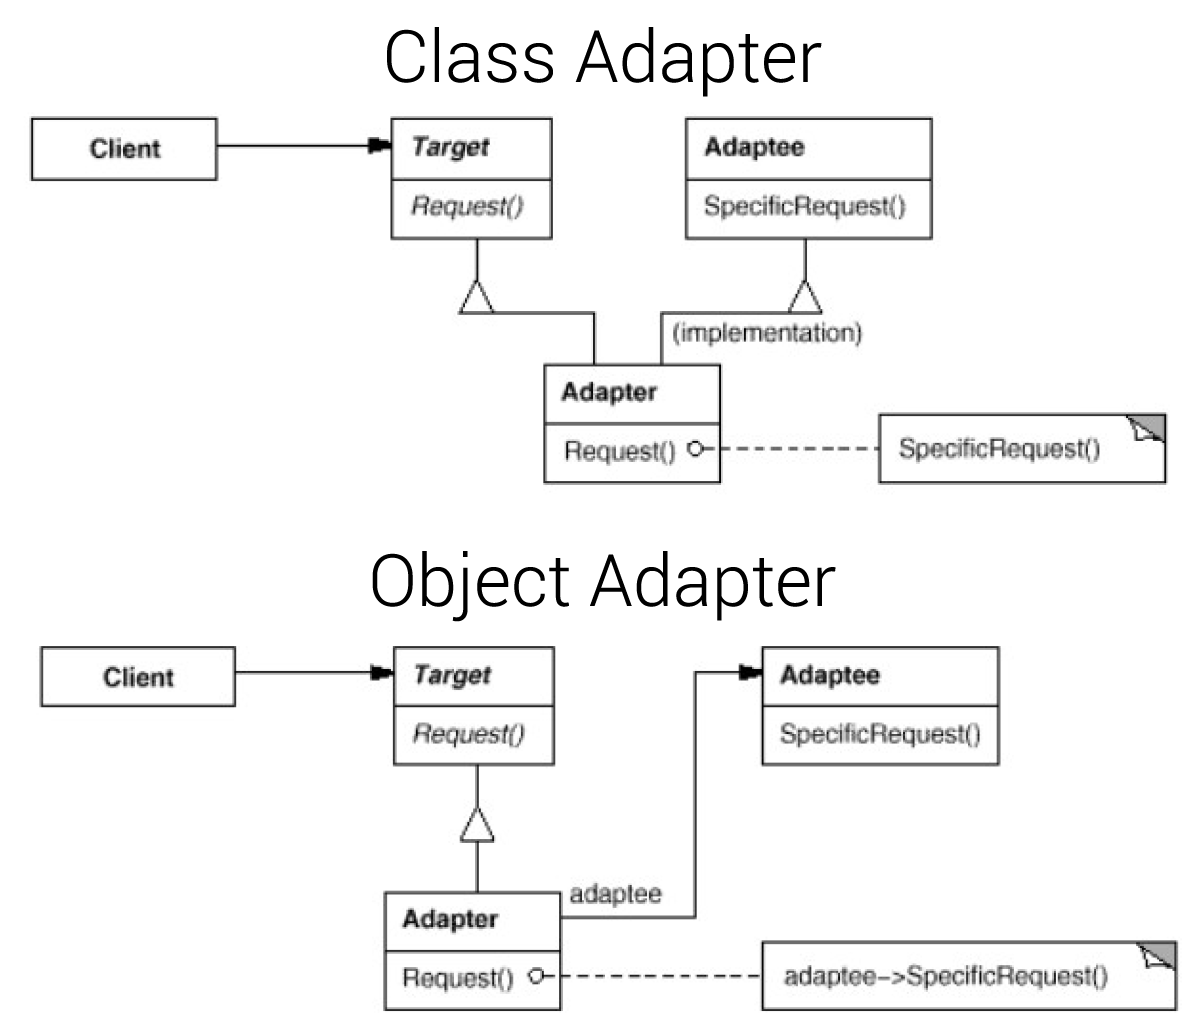 Class Adapter
Client
Target
Adaptee
Request()
SpecificRequest()
(implementation)
Adapter
Request()
SpecificRequest()
Object Adapter
Client
Target
Adaptee
Request()
SpecificRequest()
adaptee
Adapter
Request()
adaptee–>SpecificRequest()